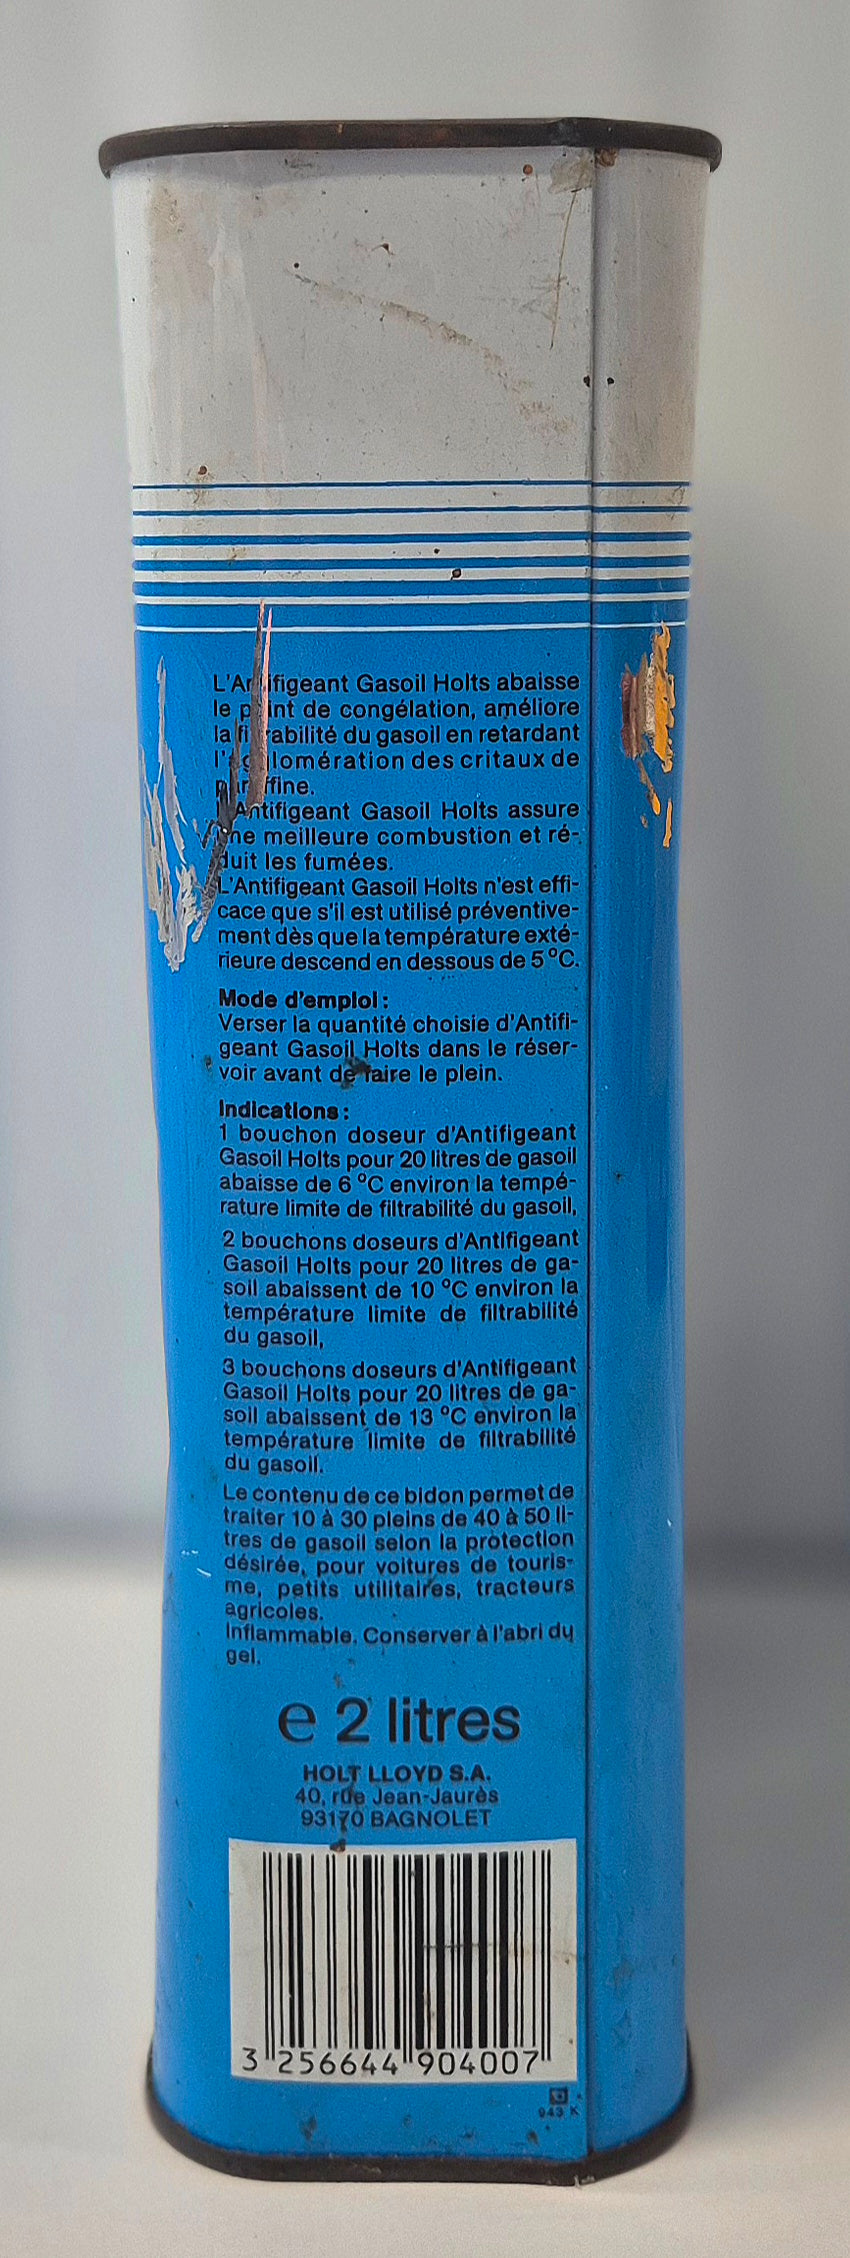 L'Antifigeant Gasoil Holts abaisse
le point de congélation, améliore
la filtrabilité du gasoil en retardant
l'agglomération des critaux de
paraffine.
L'Antifigeant Gasoil Holts assure
une meilleure combustion et ré-
duit les fumées.
L'Antifigeant Gasoil Holts n'est effi-
cace que s'il est utilisé préventive-
ment dès que la température exté-
rieure descend en dessous de 5°C.
Mode d'emploi :
Verser la quantité choisie d'Antifi-
geant Gasoil Holts dans le réser-
voir avant de faire le plein.
Indications :
1 bouchon doseur d'Antifigeant
Gasoil Holts pour 20 litres de gasoil
abaisse de 6 °C environ la tempé-
rature limite de filtrabilité du gasoil,
2 bouchons doseurs d'Antifigeant
Gasoil Holts pour 20 litres de ga-
soil abaissent de 10 °C environ la
température limite de filtrabilité
du gasoil,
3 bouchons doseurs d'Antifigeant
Gasoil Holts pour 20 litres de ga-
soil abaissent de 13 °C environ la
température limite de filtrabilité
du gasoil.
Le contenu de ce bidon permet de
traiter 10 à 30 pleins de 40 à 50 li-
tres de gasoil selon la protection
désirée, pour voitures de touris-
me, petits utilitaires, tracteurs
agricoles.
Inflammable. Conserver à l'abri du
gel.
e 2 litres
HOLT LLOYD S.A.
40, rue Jean-Jaurès
93170 BAGNOLET
3 256644 904007
943 K